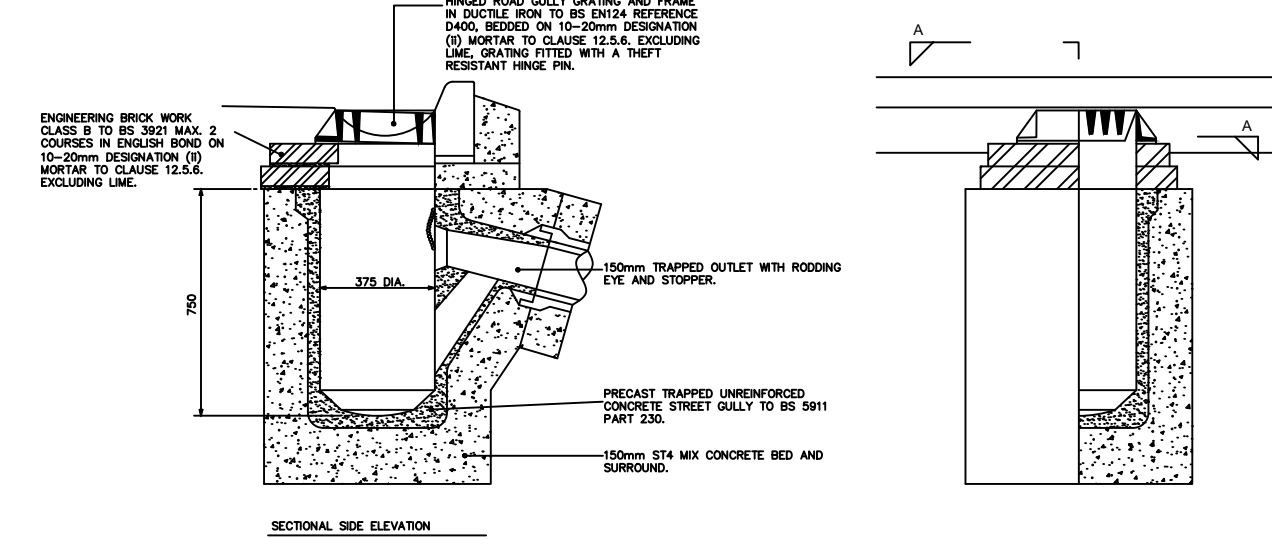 HINGED ROAD GULLY GRATING AND FRAME
IN DUCTILE IRON TO BS EN124 REFERENCE
D400, BEDDED ON 10-20mm DESIGNATION
(ii) MORTAR TO CLAUSE 12.5.6. EXCLUDING
LIME, GRATING FITTED WITH A THEFT
RESISTANT HINGE PIN.
ENGINEERING BRICK WORK
CLASS B TO BS 3921 MAX. 2
COURSES IN ENGLISH BOND ON
10-20mm DESIGNATION (ii)
MORTAR TO CLAUSE 12.5.6.
EXCLUDING LIME.
A
A
150mm TRAPPED OUTLET WITH RODDING
EYE AND STOPPER.
375 DIA.
750
PRECAST TRAPPED UNREINFORCED
CONCRETE STREET GULLY TO BS 5911
PART 230.
150mm ST4 MIX CONCRETE BED AND
SURROUND.
SECTIONAL SIDE ELEVATION